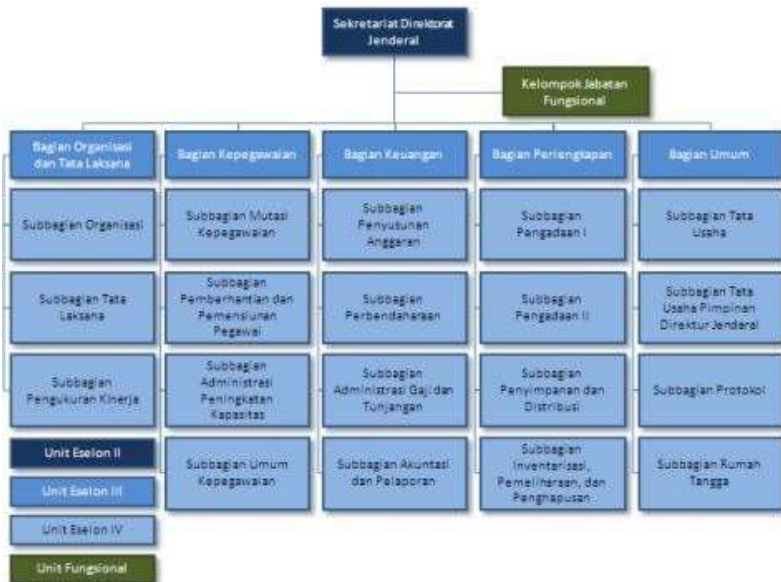 Sekretariat Direktorat
Jenderal
Kelompok Jabatan
Fungsional
Bagian Organisasi
dan Tata Laksana
Bagian Kepegawaian
Bagian Keuangan
Bagian Perlengkapan
Bagian Umum
Subbagian Organisasi
Subbagian Mutasi
Kepegawaian
Subbagian
Penyusunan
Anggaran
Subbagian
Pengadaan I
Subbagian Tata
Usaha
Subbagian Tata
Laksana
Subbagian
Pemberhantian dan
Pemensiunan
Pegawai
Subbagian
Perbendaharaan
Subbagian
Pengadaan II
Subbagian Tata
Usaha Pimpinan
Direktur Jenderal
Subbagian
Pengukuran Kinerja
Subbagian
Administrasi
Peningkatan
Kapasitas
Subbagian
Administrasi Gaji dan
Tunjangan
Subbagian
Penyimpanan dan
Distribusi
Subbagian Protokol
Subbagian Umum
Kepegawaian
Subbagian Akuntasi
dan Pelaporan
Subbagian
Inventarisasi,
Pemeliharaan, dan
Penghapusan
Subbagian Rumah
Tangga
Unit Eselon II
Unit Eselon III
Unit Eselon IV
Unit Fungsional